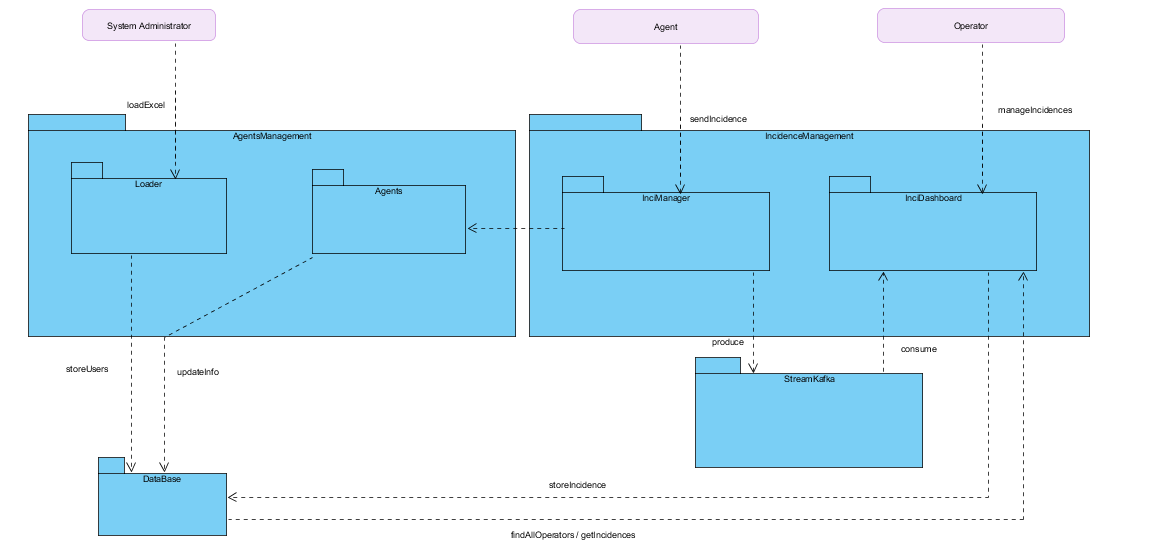 System Administrator
Agent
Operator
loadExcel
sendIncidence
manageIncidences
AgentsManagement
IncidenceManagement
Loader
Agents
InciManager
InciDashboard
produce
consume
storeUsers
updateInfo
StreamKafka
DataBase
storeIncidence
findAllOperators / getIncidences